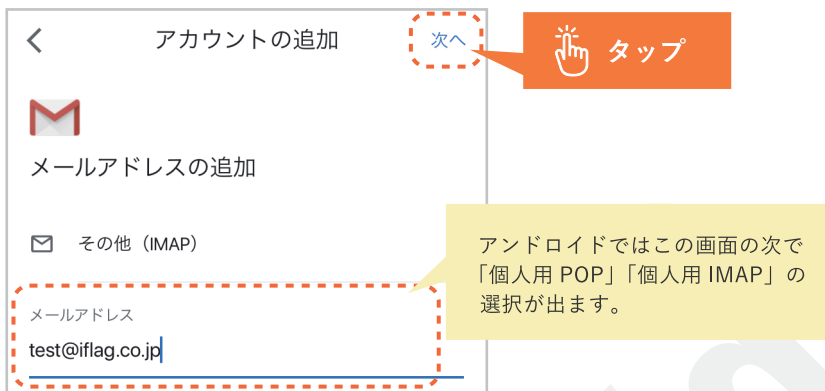 アカウントの追加
次へ
タップ
メールアドレスの追加
その他（IMAP）
アンドロイドではこの画面の次で
「個人用 POP」「個人用 IMAP」の
選択が出ます。
メールアドレス
test@iflag.co.jp